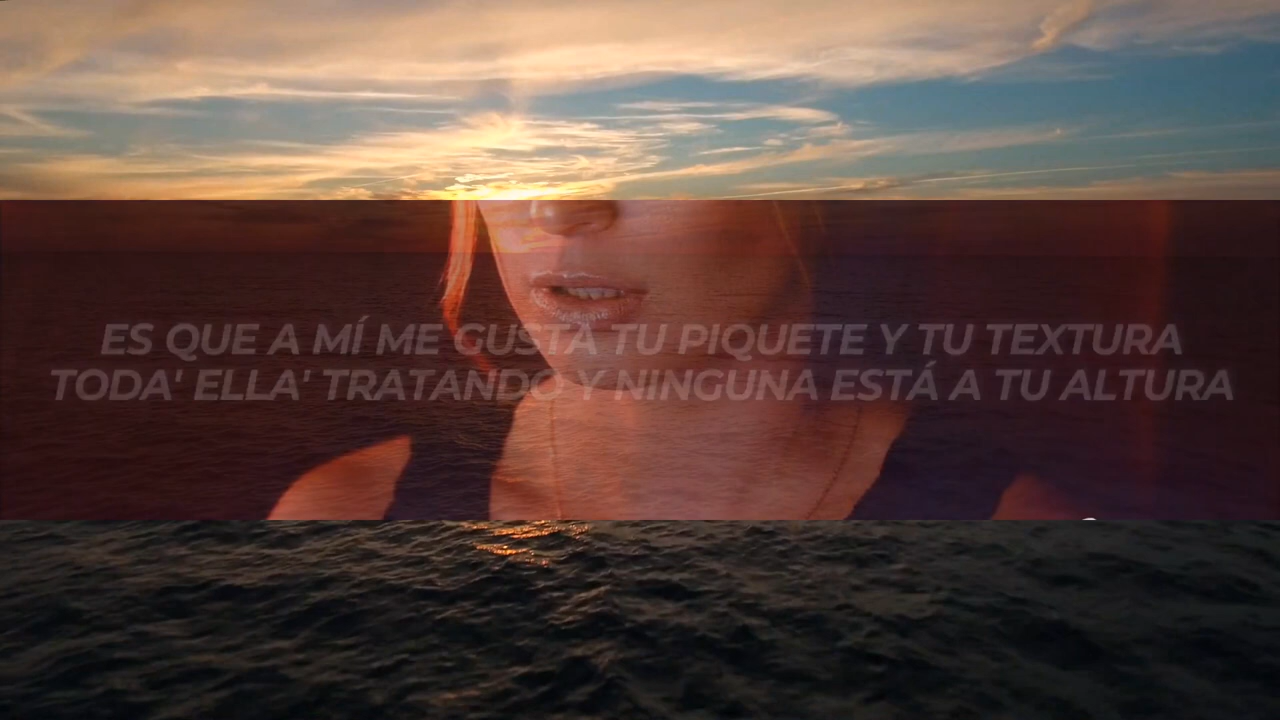 ES QUE A MÍ ME GUSTA TU PIQUETE Y TU TEXTURA
TODA' ELLA' TRATANDO Y NINGUNA ESTÁ A TU ALTURA